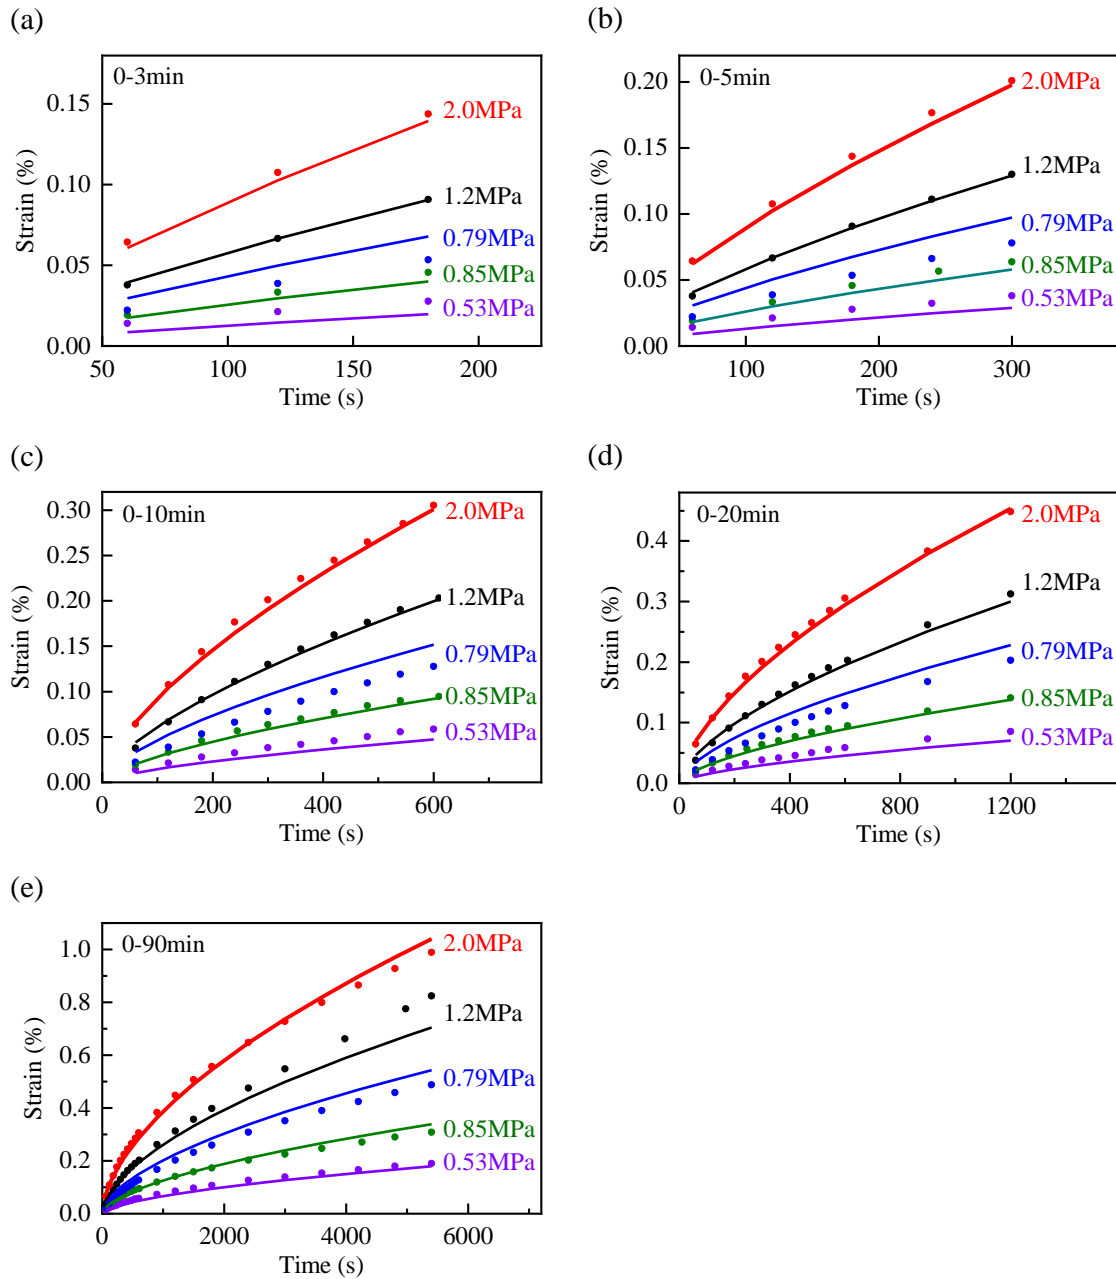 (a)
0-3min
2.0MPa
1.2MPa
0.79MPa
0.85MPa
0.53MPa
0.15
0.10
0.05
0.00
Strain (%)
50
100
150
200
Time (s)
(b)
0-5min
2.0MPa
1.2MPa
0.79MPa
0.85MPa
0.53MPa
0.20
0.15
0.10
0.05
0.00
Strain (%)
100
200
300
Time (s)
(c)
0-10min
2.0MPa
1.2MPa
0.79MPa
0.85MPa
0.53MPa
0.30
0.25
0.20
0.15
0.10
0.05
0.00
Strain (%)
0
200
400
600
Time (s)
(d)
0-20min
2.0MPa
1.2MPa
0.79MPa
0.85MPa
0.53MPa
0.4
0.3
0.2
0.1
0.0
Strain (%)
0
400
800
1200
Time (s)
(e)
0-90min
2.0MPa
1.2MPa
0.79MPa
0.85MPa
0.53MPa
1.0
0.8
0.6
0.4
0.2
0.0
Strain (%)
0
2000
4000
6000
Time (s)